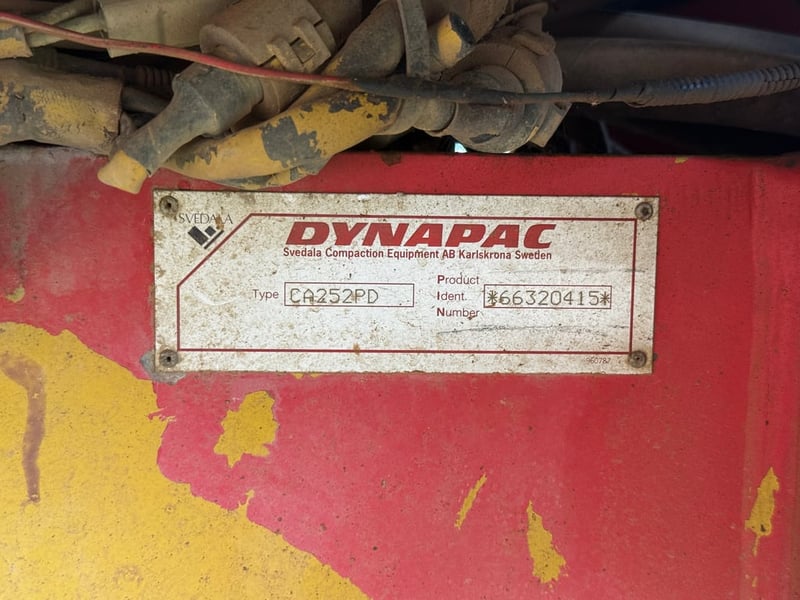 SVEDALA
DYNAPAC
Svedala Compaction Equipment AB Karlskrona Sweden
Type CA252PD
Product
Ident. *66320415*
Number